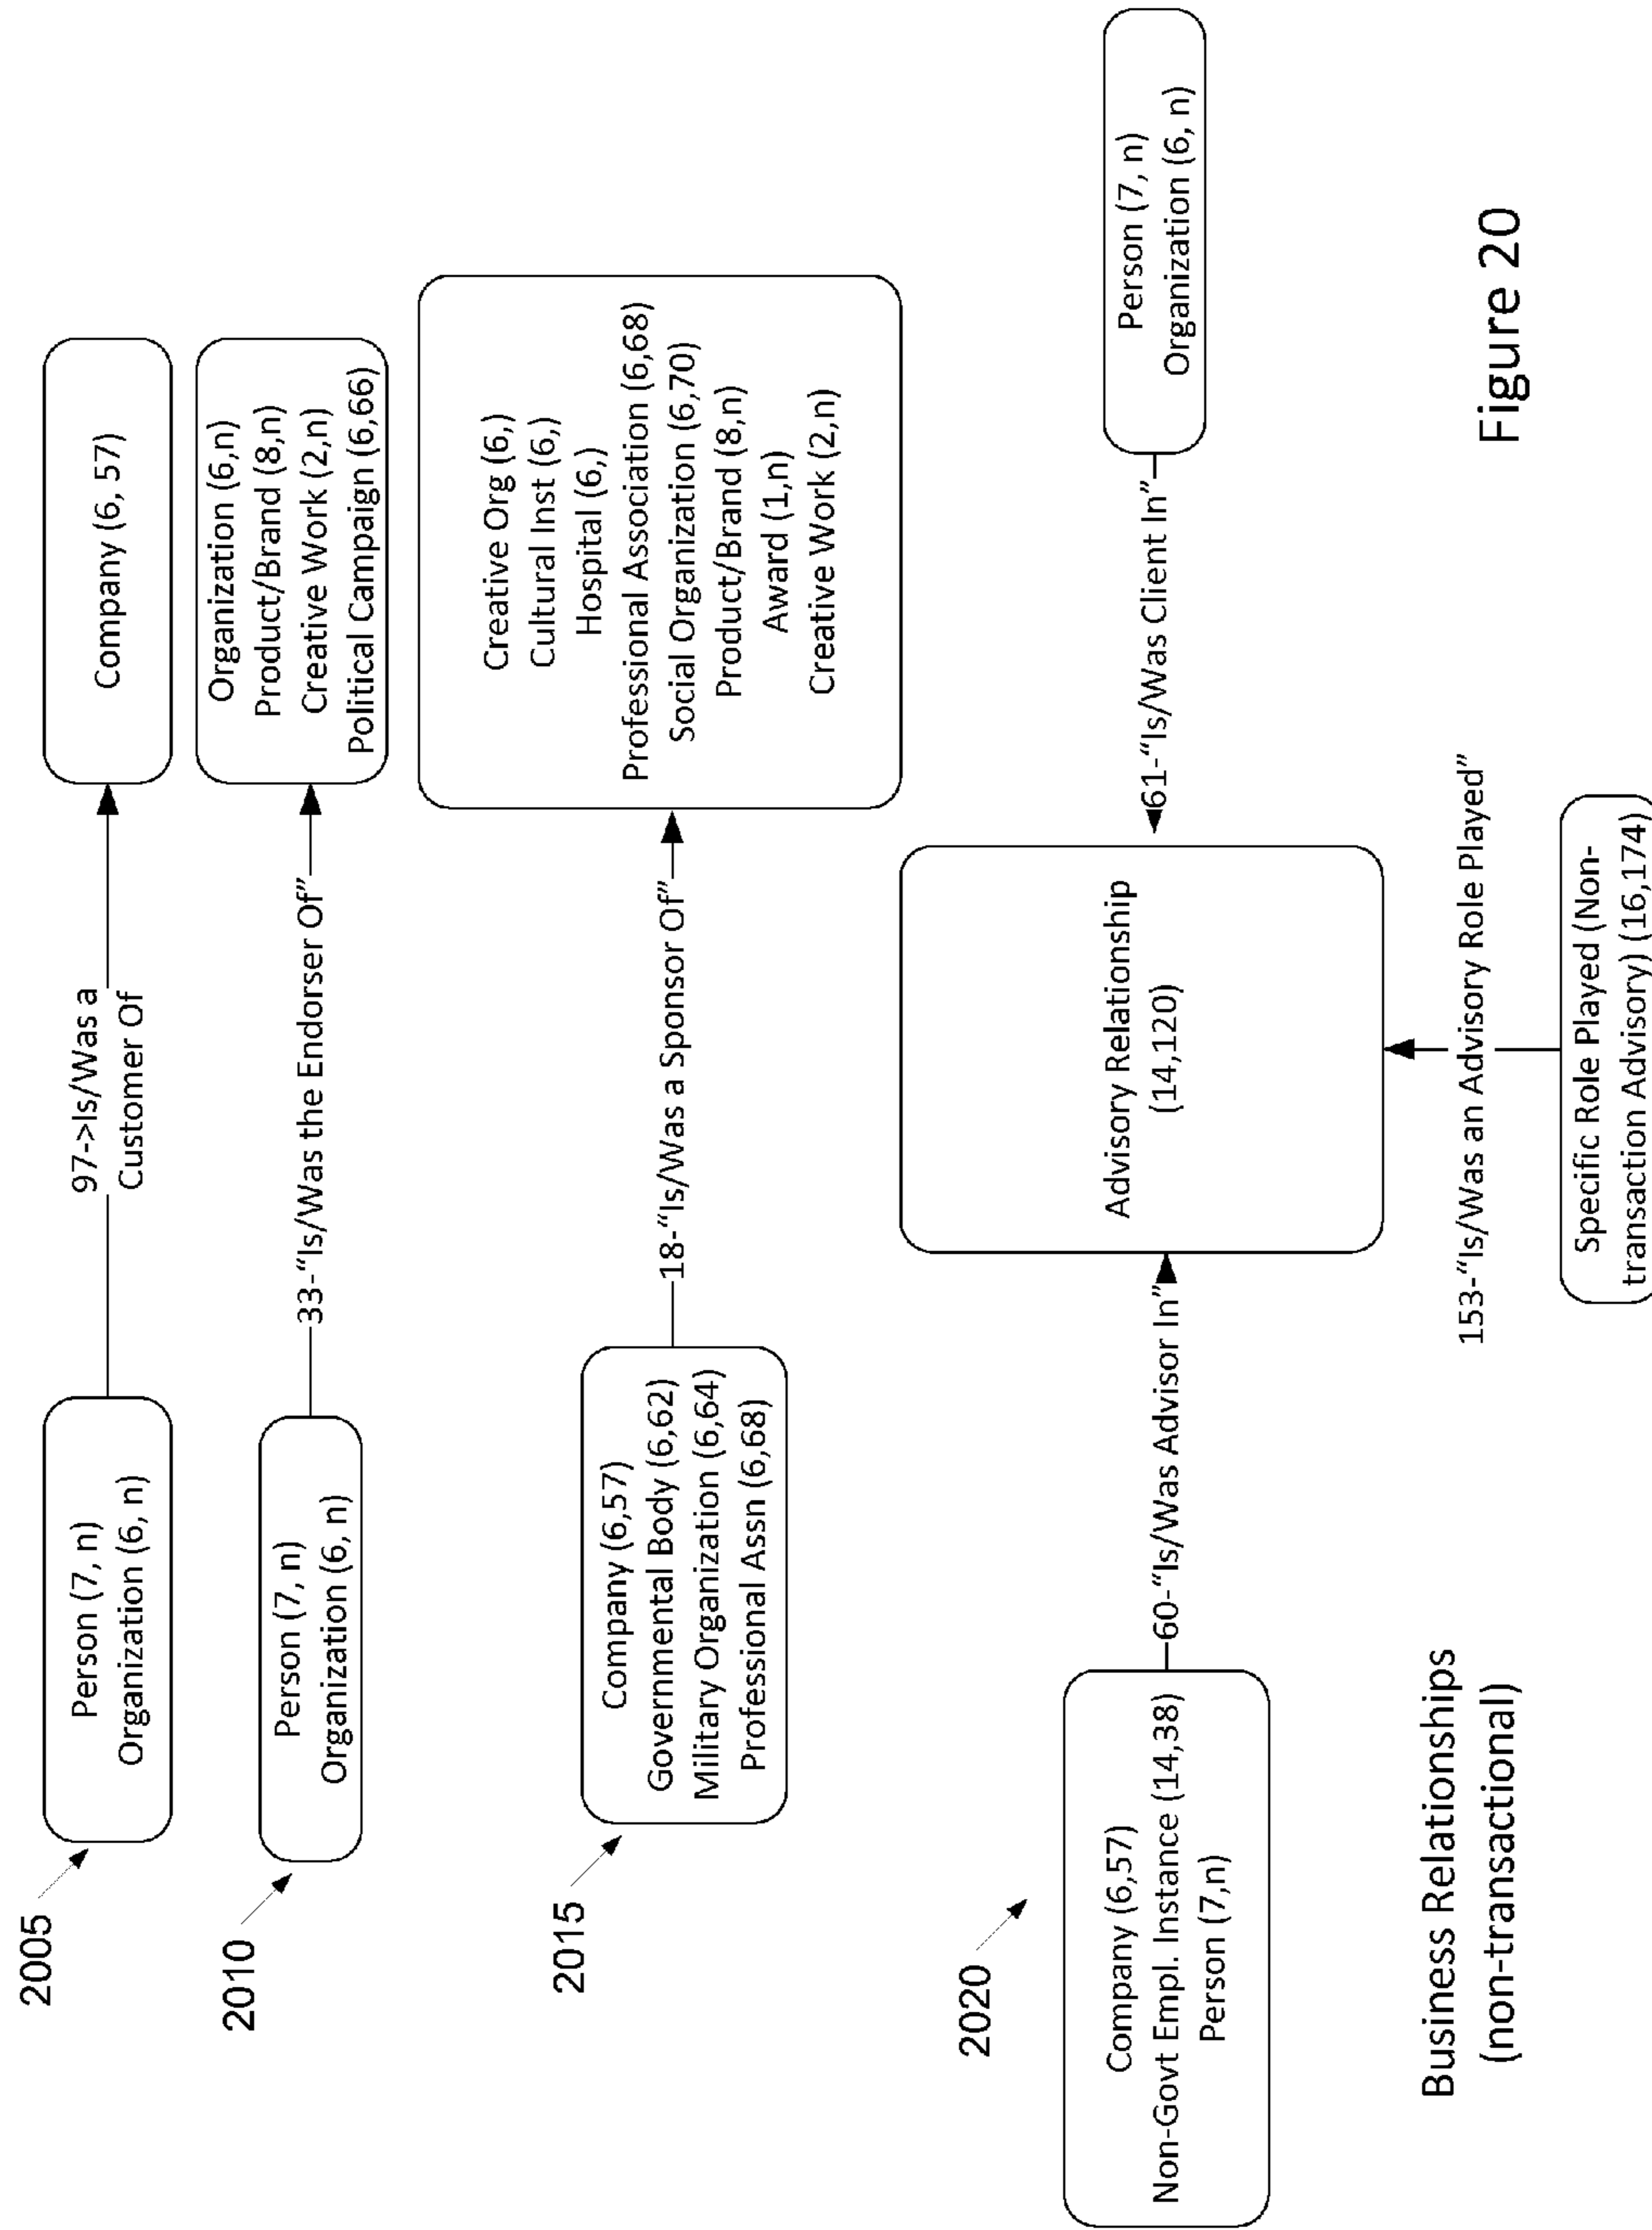 2005
Person (7, n)
Organization (6, n)
97->Is/Was a
Customer Of
Company (6, 57)
2010
Person (7, n)
Organization (6, n)
33-“Is/Was the Endorser Of”
Organization (6,n)
Product/Brand (8,n)
Creative Work (2,n)
Political Campaign (6,66)
2015
Company (6,57)
Governmental Body (6,62)
Military Organization (6,64)
Professional Assn (6,68)
18-“Is/Was a Sponsor Of”
Creative Org (6,)
Cultural Inst (6,)
Hospital (6,)
Professional Association (6,68)
Social Organization (6,70)
Product/Brand (8,n)
Award (1,n)
Creative Work (2,n)
2020
Company (6,57)
Non-Govt Empl. Instance (14,38)
Person (7,n)
60-“Is/Was Advisor In”
Advisory Relationship
(14,120)
61-“Is/Was Client In”
Person (7, n)
Organization (6, n)
153-“Is/Was an Advisory Role Played”
Specific Role Played (Non-
transaction Advisory) (16,174)
Business Relationships
(non-transactional)
Figure 20